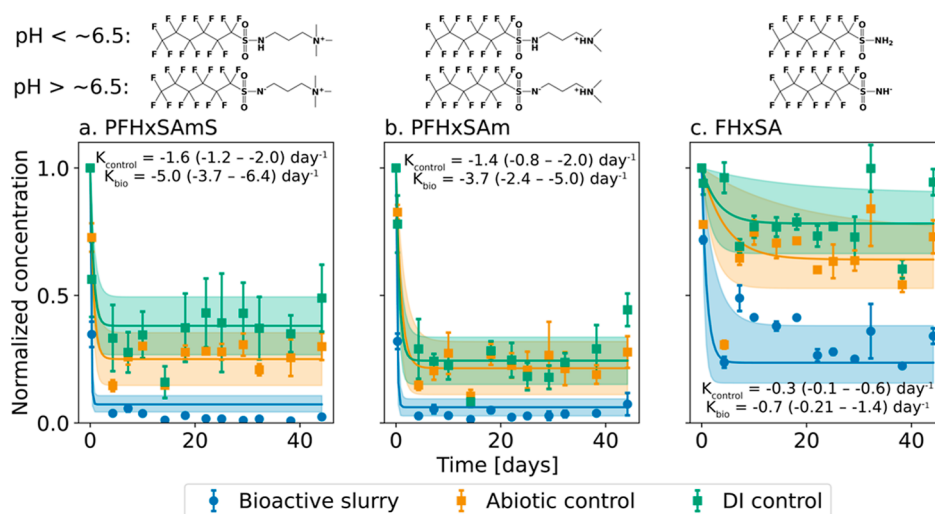 pH < ~6.5:
pH > ~6.5:
a. PFHxSAmS
b. PFHxSAm
c. FHxSA
K_control = -1.6 (-1.2 – -2.0) day⁻¹
K_bio = -5.0 (-3.7 – -6.4) day⁻¹
K_control = -1.4 (-0.8 – -2.0) day⁻¹
K_bio = -3.7 (-2.4 – -5.0) day⁻¹
K_control = -0.3 (-0.1 – -0.6) day⁻¹
K_bio = -0.7 (-0.21 – -1.4) day⁻¹
Normalized concentration
1.0
0.5
0.0
0 20 40
0 20 40
0 20 40
Time [days]
Bioactive slurry Abiotic control DI control